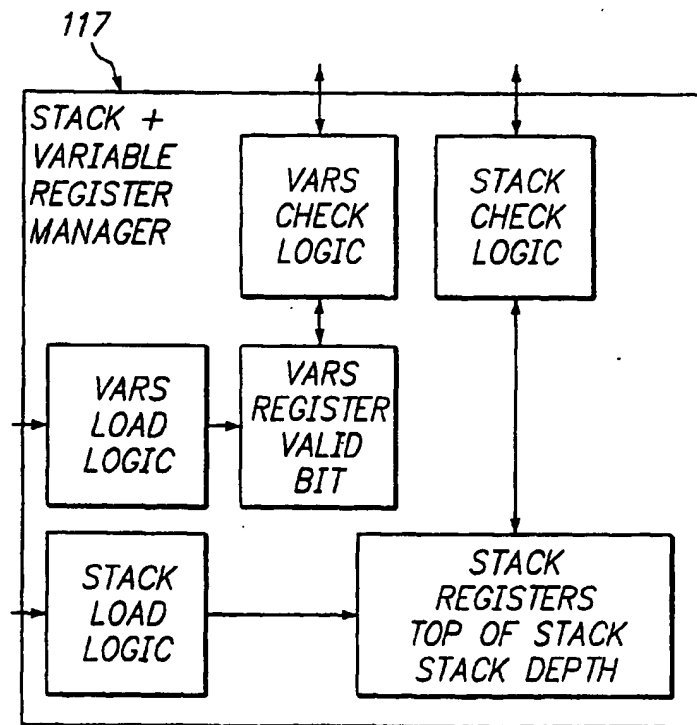 117
STACK +
VARIABLE
REGISTER
MANAGER
VARS
CHECK
LOGIC
STACK
CHECK
LOGIC
VARS
LOAD
LOGIC
VARS
REGISTER
VALID
BIT
STACK
LOAD
LOGIC
STACK
REGISTERS
TOP OF STACK
STACK DEPTH